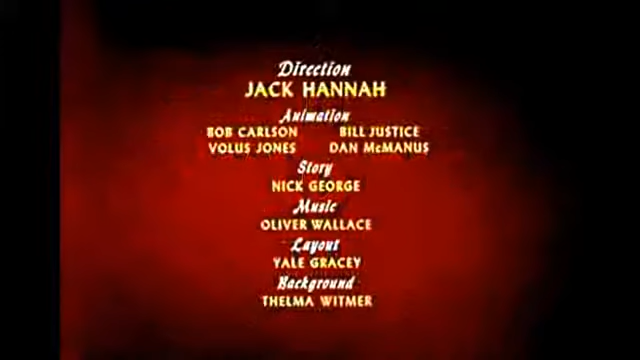 Direction
JACK HANNAH
Animation
BOB CARLSON BILL JUSTICE
VOLUS JONES DAN McMANUS
Story
NICK GEORGE
Music
OLIVER WALLACE
Layout
YALE GRACEY
Background
THELMA WITMER